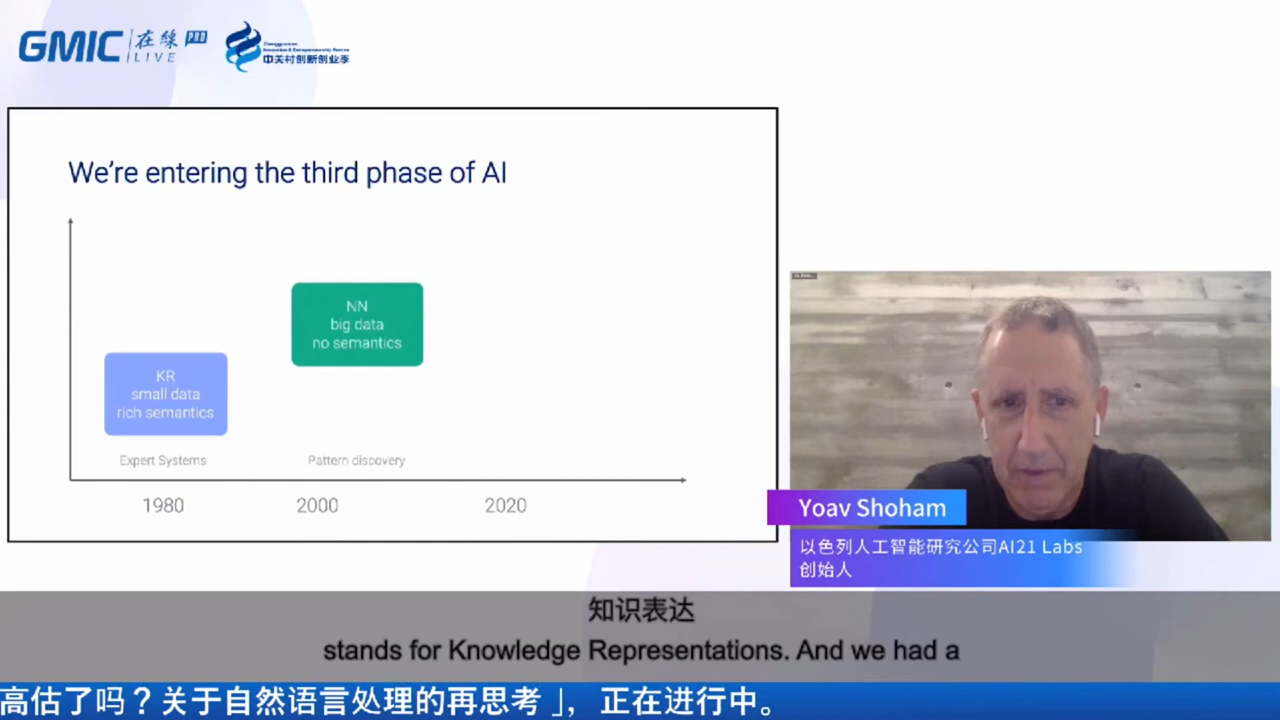 GMIC 在線 PRO
LIVE
中关村创新创业季
We're entering the third phase of AI
NN
big data
no semantics
KR
small data
rich semantics
Expert Systems
Pattern discovery
1980
2000
2020
Yoav Shoham
以色列人工智能研究公司AI21 Labs
创始人
知识表达
stands for Knowledge Representations. And we had a
高估了吗？关于自然语言处理的再思考」，正在进行中。